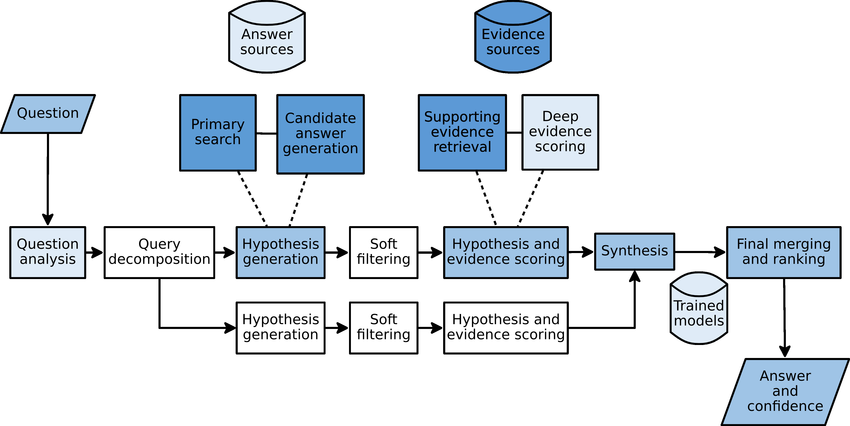 Answer
sources
Evidence
sources
Question
Primary
search
Candidate
answer
generation
Supporting
evidence
retrieval
Deep
evidence
scoring
Question
analysis
Query
decomposition
Hypothesis
generation
Soft
filtering
Hypothesis and
evidence scoring
Synthesis
Final merging
and ranking
Hypothesis
generation
Soft
filtering
Hypothesis and
evidence scoring
Trained
models
Answer
and
confidence